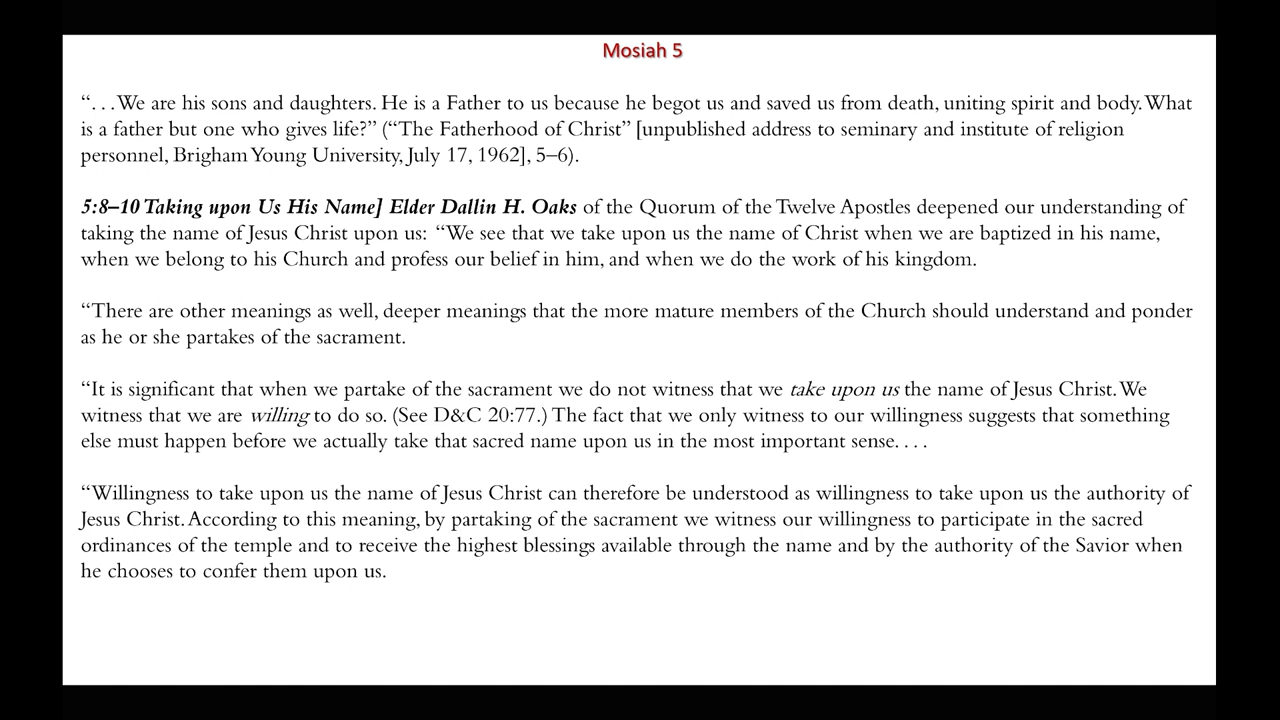 Mosiah 5
“. . .We are his sons and daughters. He is a Father to us because he begot us and saved us from death, uniting spirit and body. What
is a father but one who gives life?” (“The Fatherhood of Christ” [unpublished address to seminary and institute of religion
personnel, Brigham Young University, July 17, 1962], 5–6).
5:8–10 Taking upon Us His Name] Elder Dallin H. Oaks of the Quorum of the Twelve Apostles deepened our understanding of
taking the name of Jesus Christ upon us: “We see that we take upon us the name of Christ when we are baptized in his name,
when we belong to his Church and profess our belief in him, and when we do the work of his kingdom.
“There are other meanings as well, deeper meanings that the more mature members of the Church should understand and ponder
as he or she partakes of the sacrament.
“It is significant that when we partake of the sacrament we do not witness that we take upon us the name of Jesus Christ. We
witness that we are willing to do so. (See D&C 20:77.) The fact that we only witness to our willingness suggests that something
else must happen before we actually take that sacred name upon us in the most important sense. . . .
“Willingness to take upon us the name of Jesus Christ can therefore be understood as willingness to take upon us the authority of
Jesus Christ. According to this meaning, by partaking of the sacrament we witness our willingness to participate in the sacred
ordinances of the temple and to receive the highest blessings available through the name and by the authority of the Savior when
he chooses to confer them upon us.